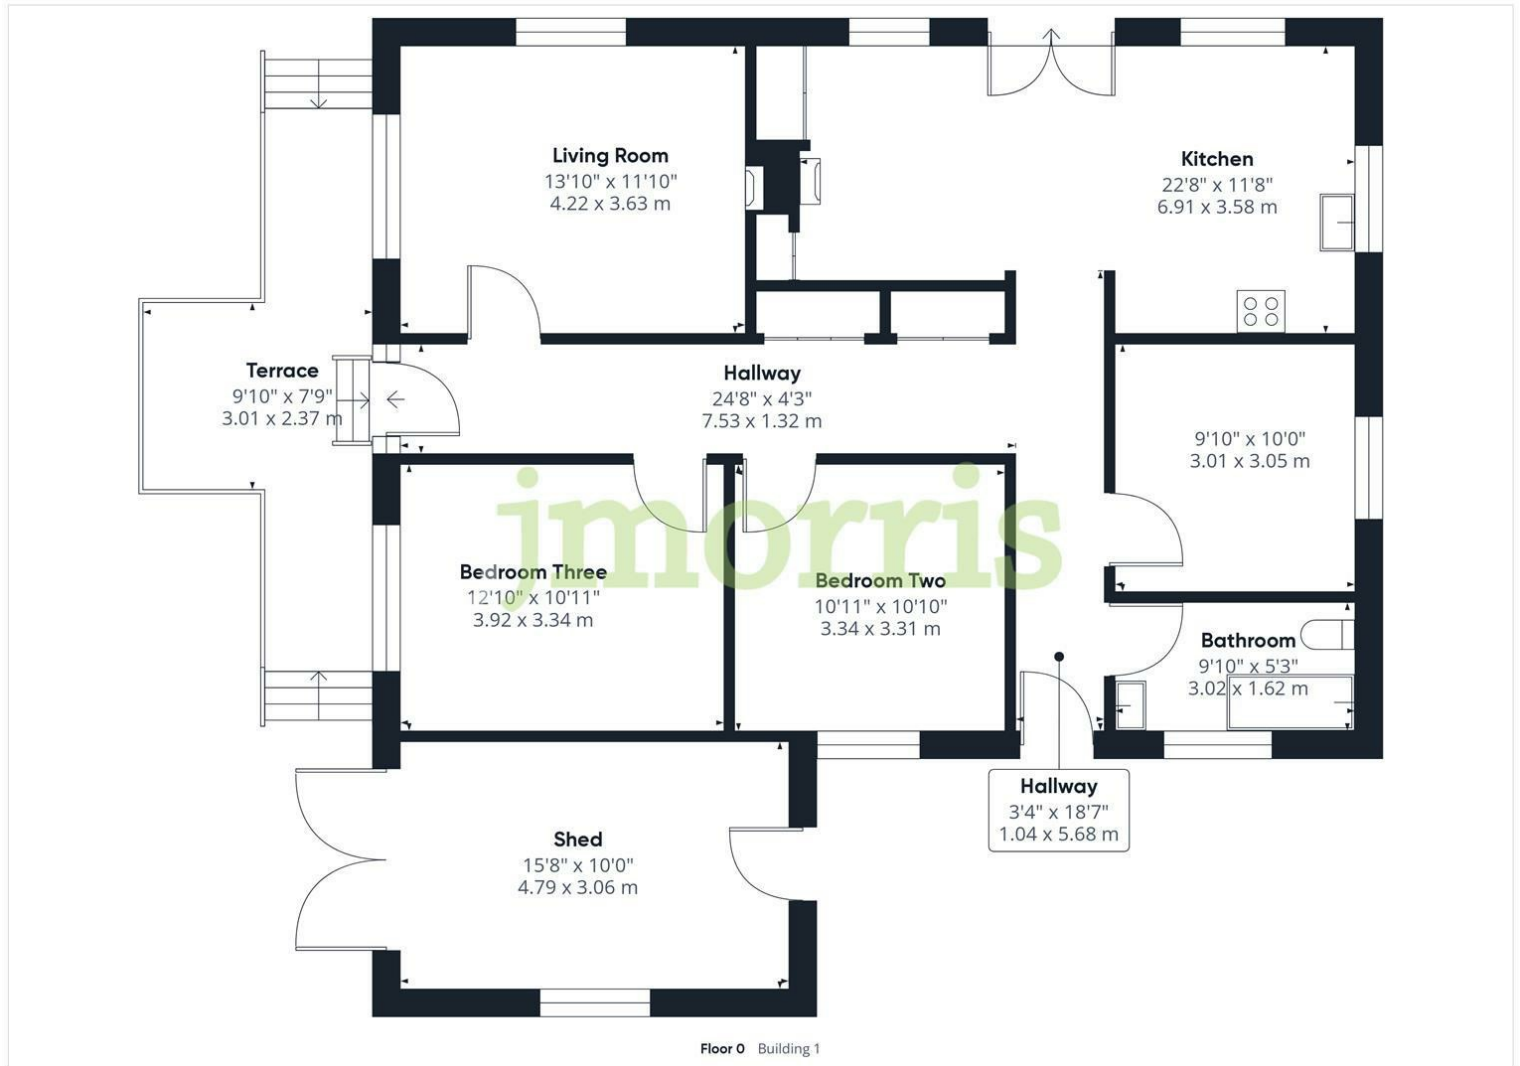 Living Room
13'10" x 11'10"
4.22 x 3.63 m
Kitchen
22'8" x 11'8"
6.91 x 3.58 m
Terrace
9'10" x 7'9"
3.01 x 2.37 m
Hallway
24'8" x 4'3"
7.53 x 1.32 m
9'10" x 10'0"
3.01 x 3.05 m
jmorris
Bedroom Three
12'10" x 10'11"
3.92 x 3.34 m
Bedroom Two
10'11" x 10'10"
3.34 x 3.31 m
Bathroom
9'10" x 5'3"
3.02 x 1.62 m
Hallway
3'4" x 18'7"
1.04 x 5.68 m
Shed
15'8" x 10'0"
4.79 x 3.06 m
Floor 0 Building 1